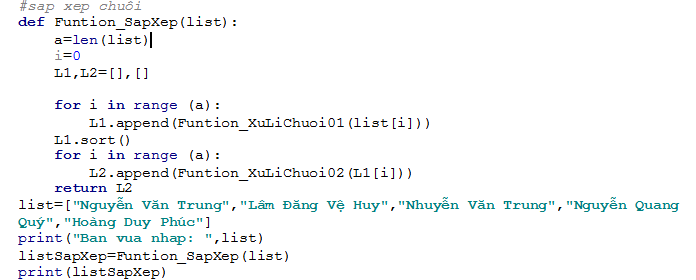 #sap xep chuỗi
def Funtion_SapXep(list):
    a=len(list)
    i=0
    L1,L2=[],[]

    for i in range (a):
        L1.append(Funtion_XuLiChuoi01(list[i]))
    L1.sort()
    for i in range (a):
        L2.append(Funtion_XuLiChuoi02(L1[i]))
    return L2
list=["Nguyễn Văn Trung","Lâm Đăng Vệ Huy","Nhuyễn Văn Trung","Nguyễn Quang
Quý","Hoàng Duy Phúc"]
print("Ban vua nhap: ",list)
listSapXep=Funtion_SapXep(list)
print(listSapXep)